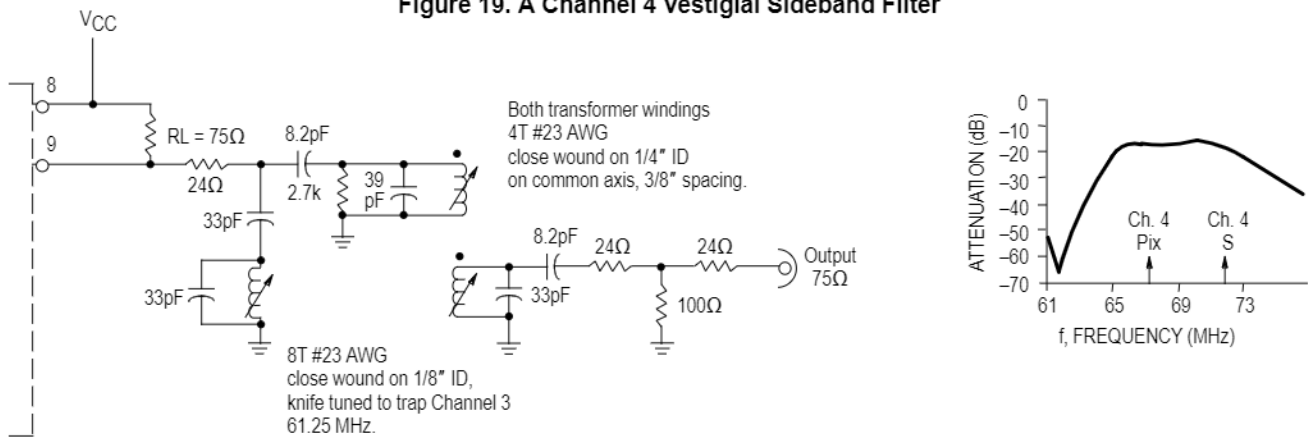 Figure 19. A Channel 4 Vestigial Sideband Filter
VCC
8
9
RL = 75Ω
24Ω
8.2pF
2.7k
39
pF
33pF
33pF
Both transformer windings
4T #23 AWG
close wound on 1/4″ ID
on common axis, 3/8″ spacing.
8.2pF
24Ω
24Ω
33pF
100Ω
Output
75Ω
8T #23 AWG
close wound on 1/8″ ID,
knife tuned to trap Channel 3
61.25 MHz.
ATTENUATION (dB)
0
–10
–20
–30
–40
–50
–60
–70
Ch. 4
Pix
Ch. 4
S
61
65
69
73
f, FREQUENCY (MHz)